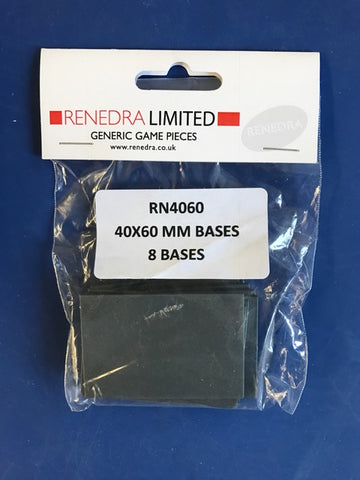 RENEDRA LIMITED
GENERIC GAME PIECES
www.renedra.co.uk
RENEDRA
RN4060
40X60 MM BASES
8 BASES